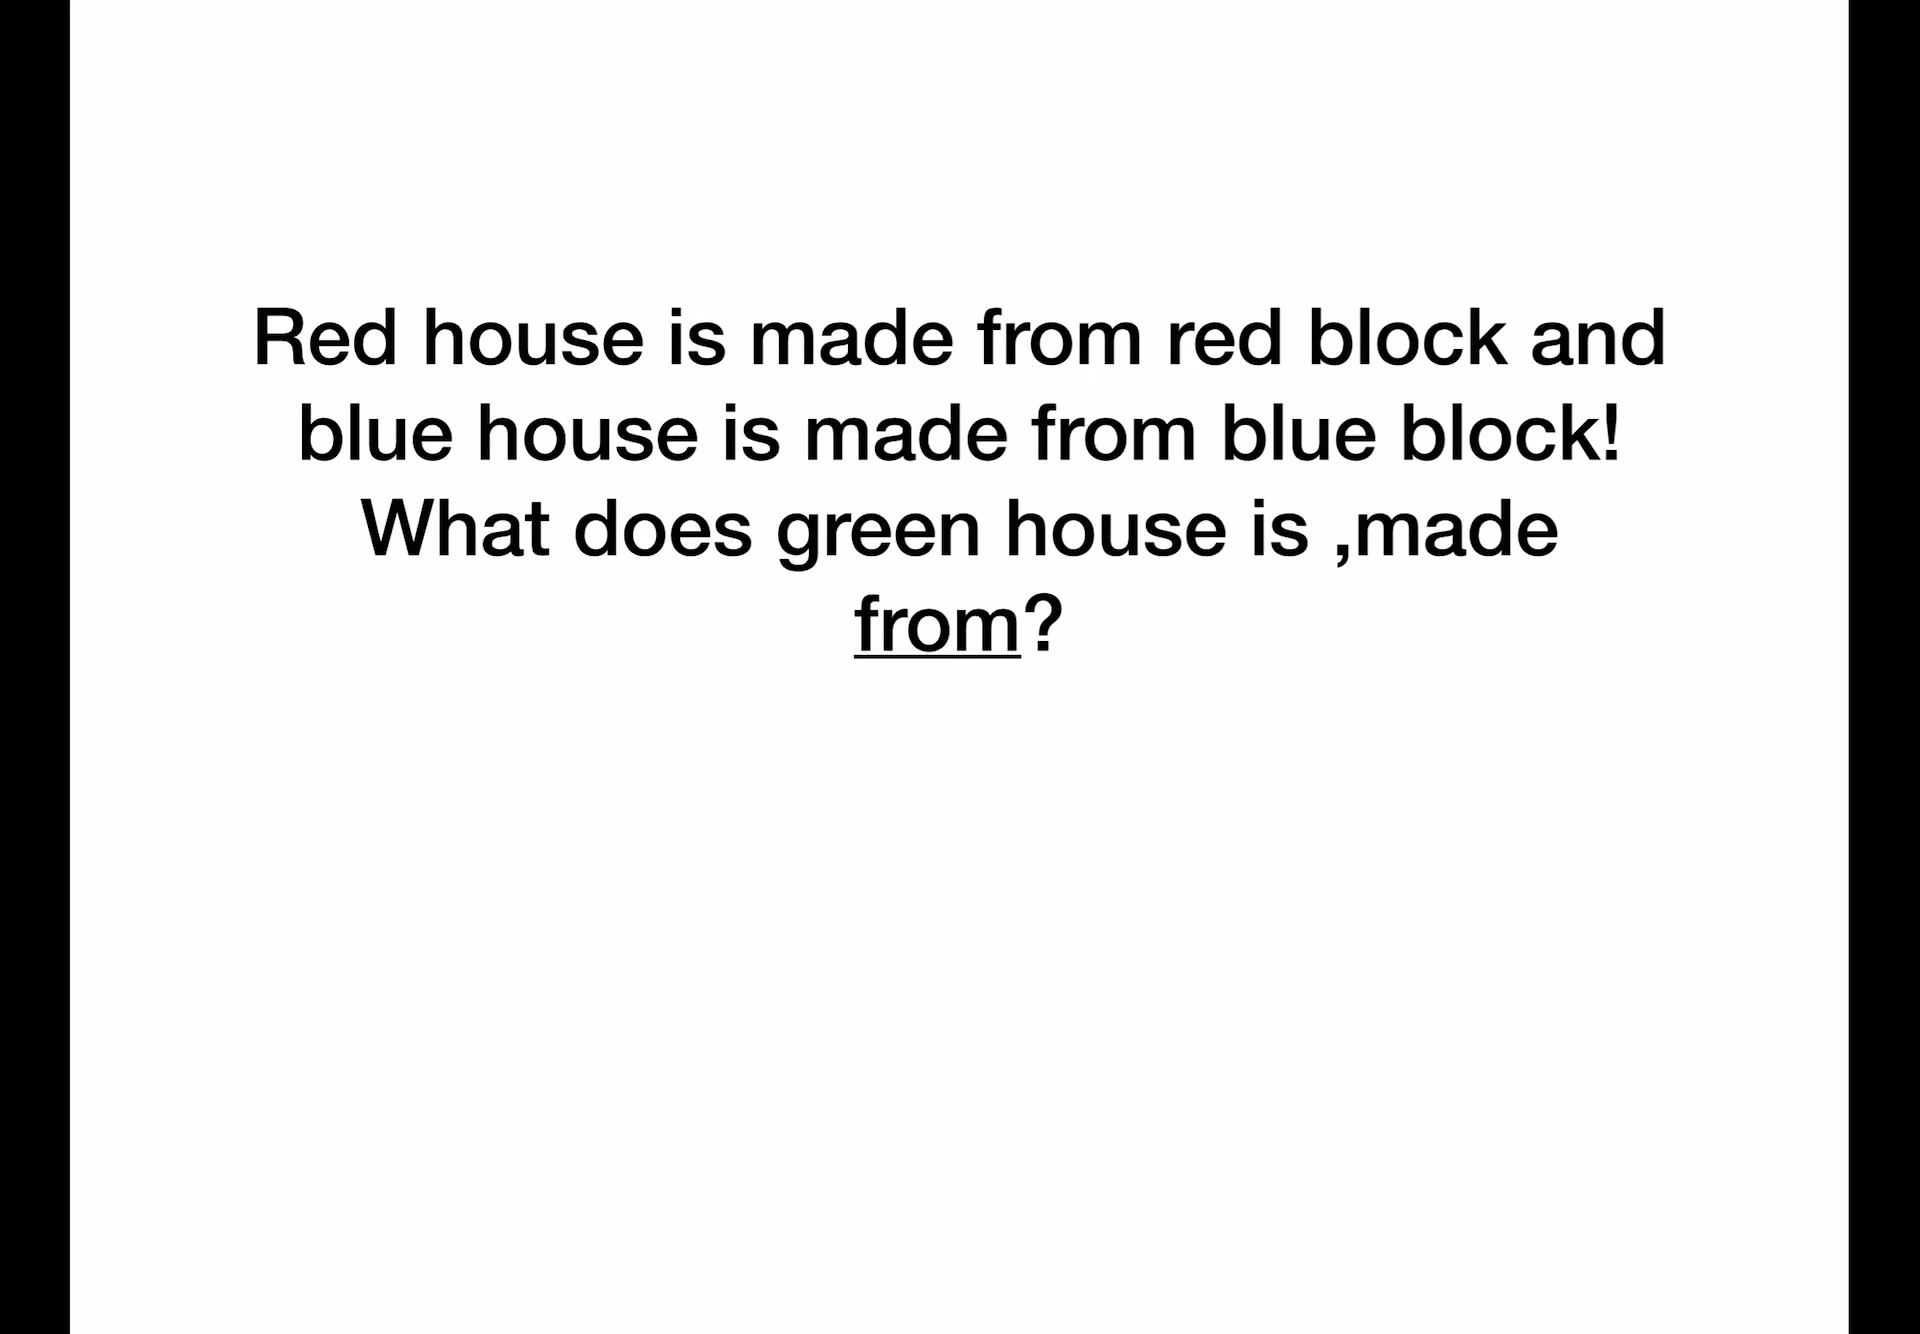 Red house is made from red block and
blue house is made from blue block!
What does green house is ,made
from?